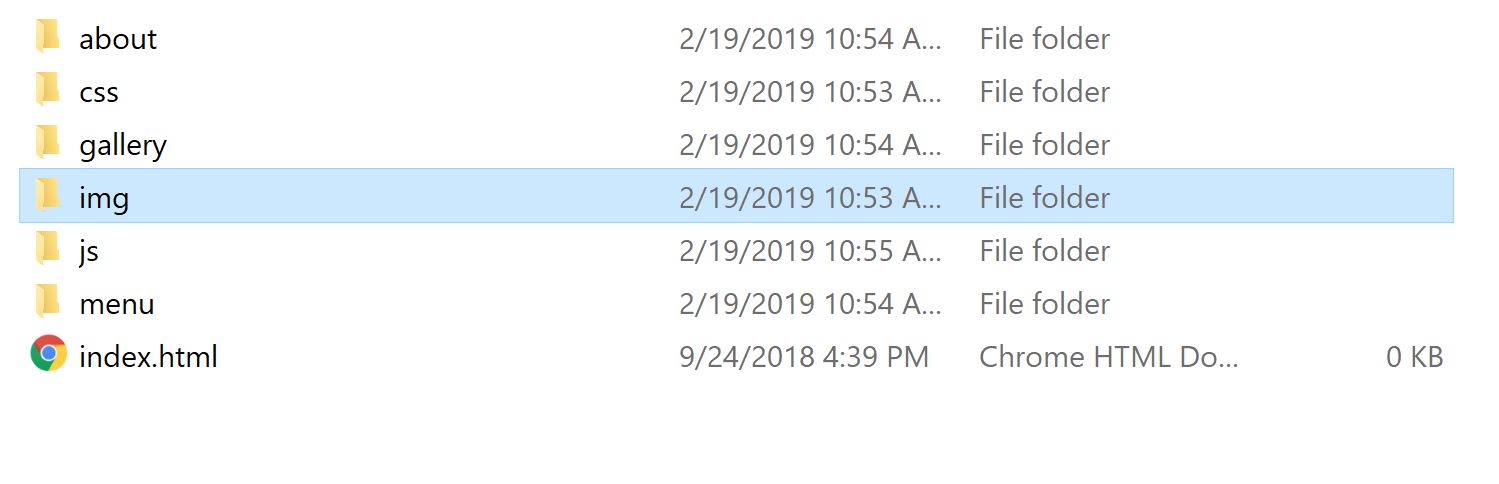 about 2/19/2019 10:54 A... File folder
css 2/19/2019 10:53 A... File folder
gallery 2/19/2019 10:54 A... File folder
img 2/19/2019 10:53 A... File folder
js 2/19/2019 10:55 A... File folder
menu 2/19/2019 10:54 A... File folder
index.html 9/24/2018 4:39 PM Chrome HTML Do... 0 KB